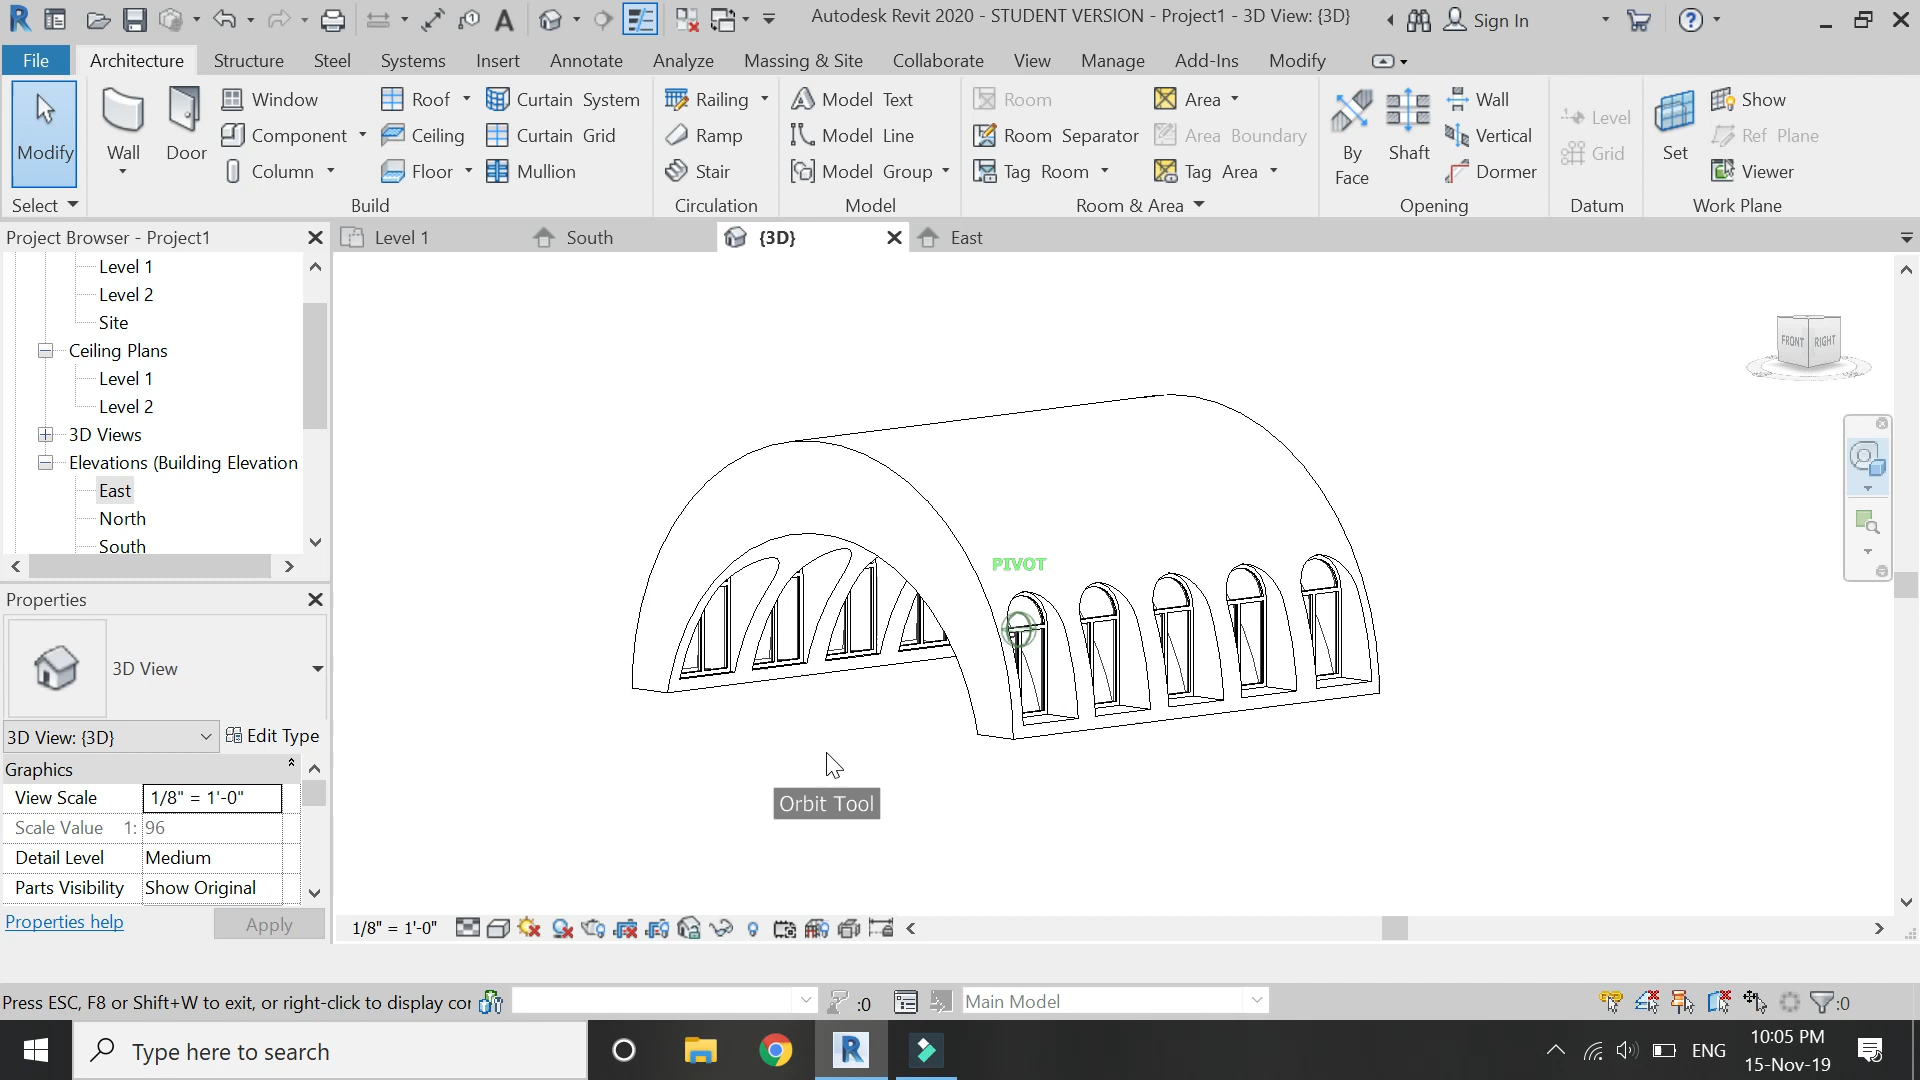 Autodesk Revit 2020 - STUDENT VERSION - Project1 - 3D View: {3D}
Sign In
File
Architecture
Structure
Steel
Systems
Insert
Annotate
Analyze
Massing & Site
Collaborate
View
Manage
Add-Ins
Modify
Modify
Wall
Door
Window
Component
Column
Roof
Ceiling
Floor
Curtain System
Curtain Grid
Mullion
Railing
Ramp
Stair
Model Text
Model Line
Model Group
Room
Room Separator
Tag Room
Area
Area Boundary
Tag Area
By
Face
Shaft
Wall
Vertical
Dormer
Level
Grid
Set
Show
Ref Plane
Viewer
Select
Build
Circulation
Model
Room & Area
Opening
Datum
Work Plane
Project Browser - Project1
Level 1
South
{3D}
East
Level 1
Level 2
Site
Ceiling Plans
Level 1
Level 2
3D Views
Elevations (Building Elevation
East
North
South
FRONT
RIGHT
PIVOT
Orbit Tool
Properties
3D View
3D View: {3D}
Edit Type
Graphics
View Scale
1/8" = 1'-0"
Scale Value 1:
96
Detail Level
Medium
Parts Visibility
Show Original
Properties help
Apply
1/8" = 1'-0"
Press ESC, F8 or Shift+W to exit, or right-click to display cor
:0
Main Model
:0
Type here to search
ENG
10:05 PM
15-Nov-19